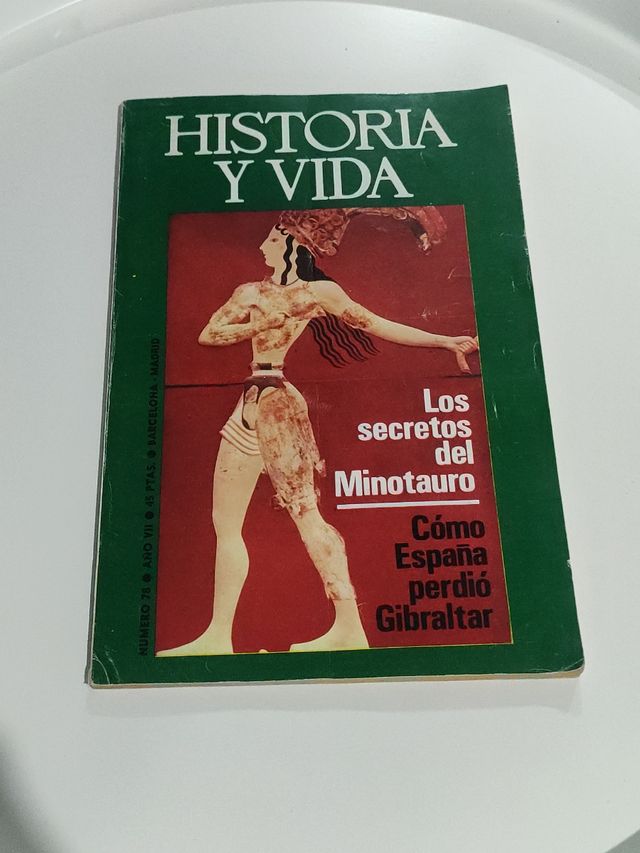 HISTORIA
Y VIDA
Los
secretos
del
Minotauro
Cómo
España
perdió
Gibraltar
NUMERO 78 ● AÑO VII ● 45 PTAS. ● BARCELONA - MADRID